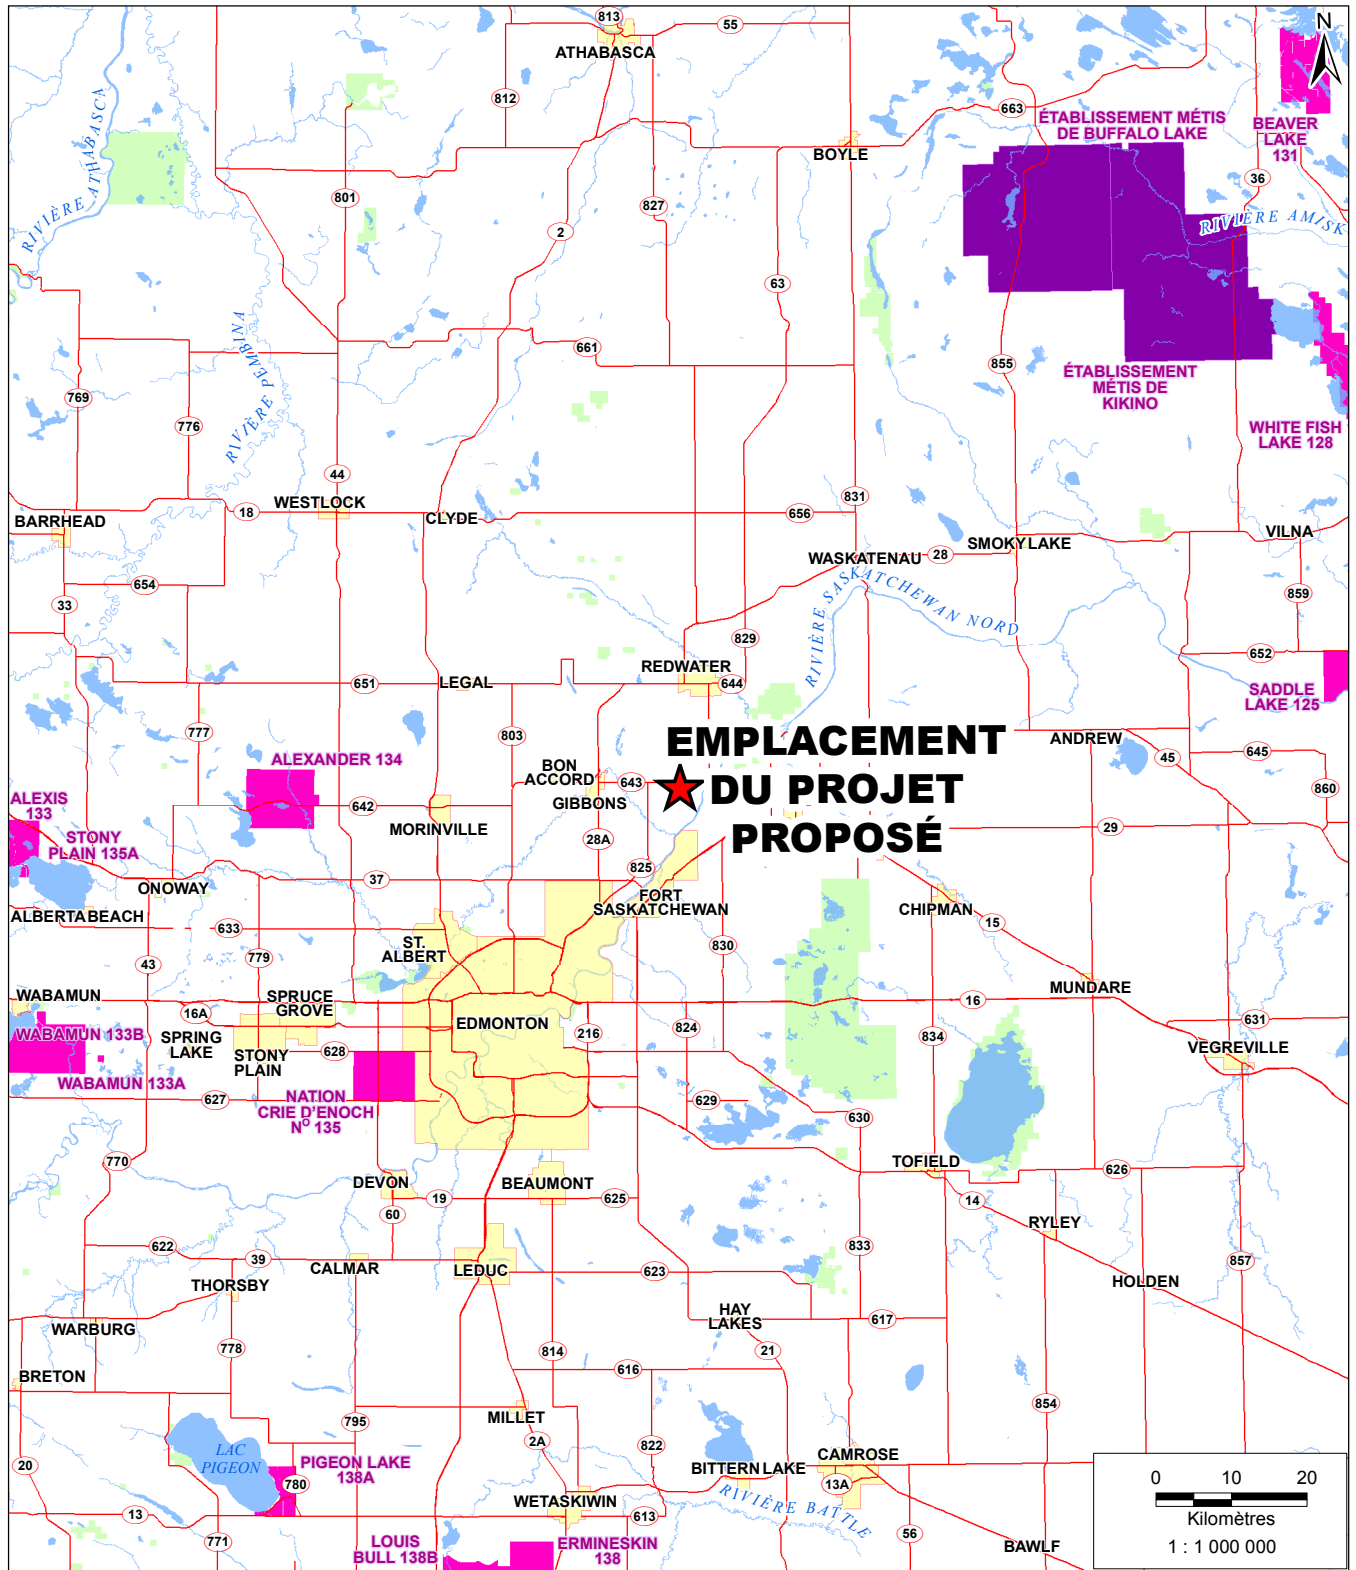 813
55
ATHABASCA
N
812
663
ÉTABLISSEMENT MÉTIS
DE BUFFALO LAKE
BEAVER
LAKE
131
RIVIÈRE ATHABASCA
BOYLE
36
801
827
2
RIVIÈRE AMISK
63
RIVIÈRE PEMBINA
661
855
ÉTABLISSEMENT
MÉTIS DE
KIKINO
769
776
WHITE FISH
LAKE 128
44
831
WESTLOCK
18
CLYDE
656
BARRHEAD
SMOKY LAKE
VILNA
WASKATENAU
28
654
33
859
RIVIÈRE SASKATCHEWAN NORD
829
652
REDWATER
651
LEGAL
644
SADDLE
LAKE 125
777
803
EMPLACEMENT
DU PROJET
PROPOSÉ
ANDREW
45
645
ALEXANDER 134
BON
ACCORD
643
GIBBONS
860
ALEXIS
133
642
MORINVILLE
29
STONY
PLAIN 135A
28A
825
37
ONOWAY
FORT
SASKATCHEWAN
CHIPMAN
ALBERTA BEACH
15
633
ST.
ALBERT
830
779
43
WABAMUN
SPRUCE
GROVE
MUNDARE
16
16A
EDMONTON
216
824
631
WABAMUN 133B
SPRING
LAKE
STONY
PLAIN
628
834
VEGREVILLE
WABAMUN 133A
NATION
CRIE D'ENOCH
Nº 135
627
629
630
770
TOFIELD
626
DEVON
19
BEAUMONT
625
14
60
RYLEY
622
39
833
857
CALMAR
LEDUC
623
HOLDEN
THORSBY
HAY
LAKES
617
WARBURG
778
814
21
616
BRETON
854
795
MILLET
2A
822
LAC
PIGEON
PIGEON LAKE
138A
780
CAMROSE
BITTERN LAKE
13A
20
WETASKIWIN
RIVIÈRE BATTLE
13
613
56
771
LOUIS
BULL 138B
ERMINESKIN
138
BAWLF
0 10 20
Kilomètres
1 : 1 000 000